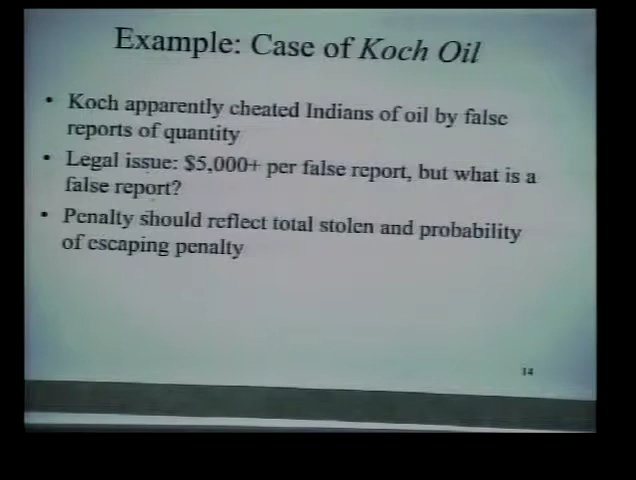 Example: Case of Koch Oil
• Koch apparently cheated Indians of oil by false
reports of quantity
• Legal issue: $5,000+ per false report, but what is a
false report?
• Penalty should reflect total stolen and probability
of escaping penalty
14